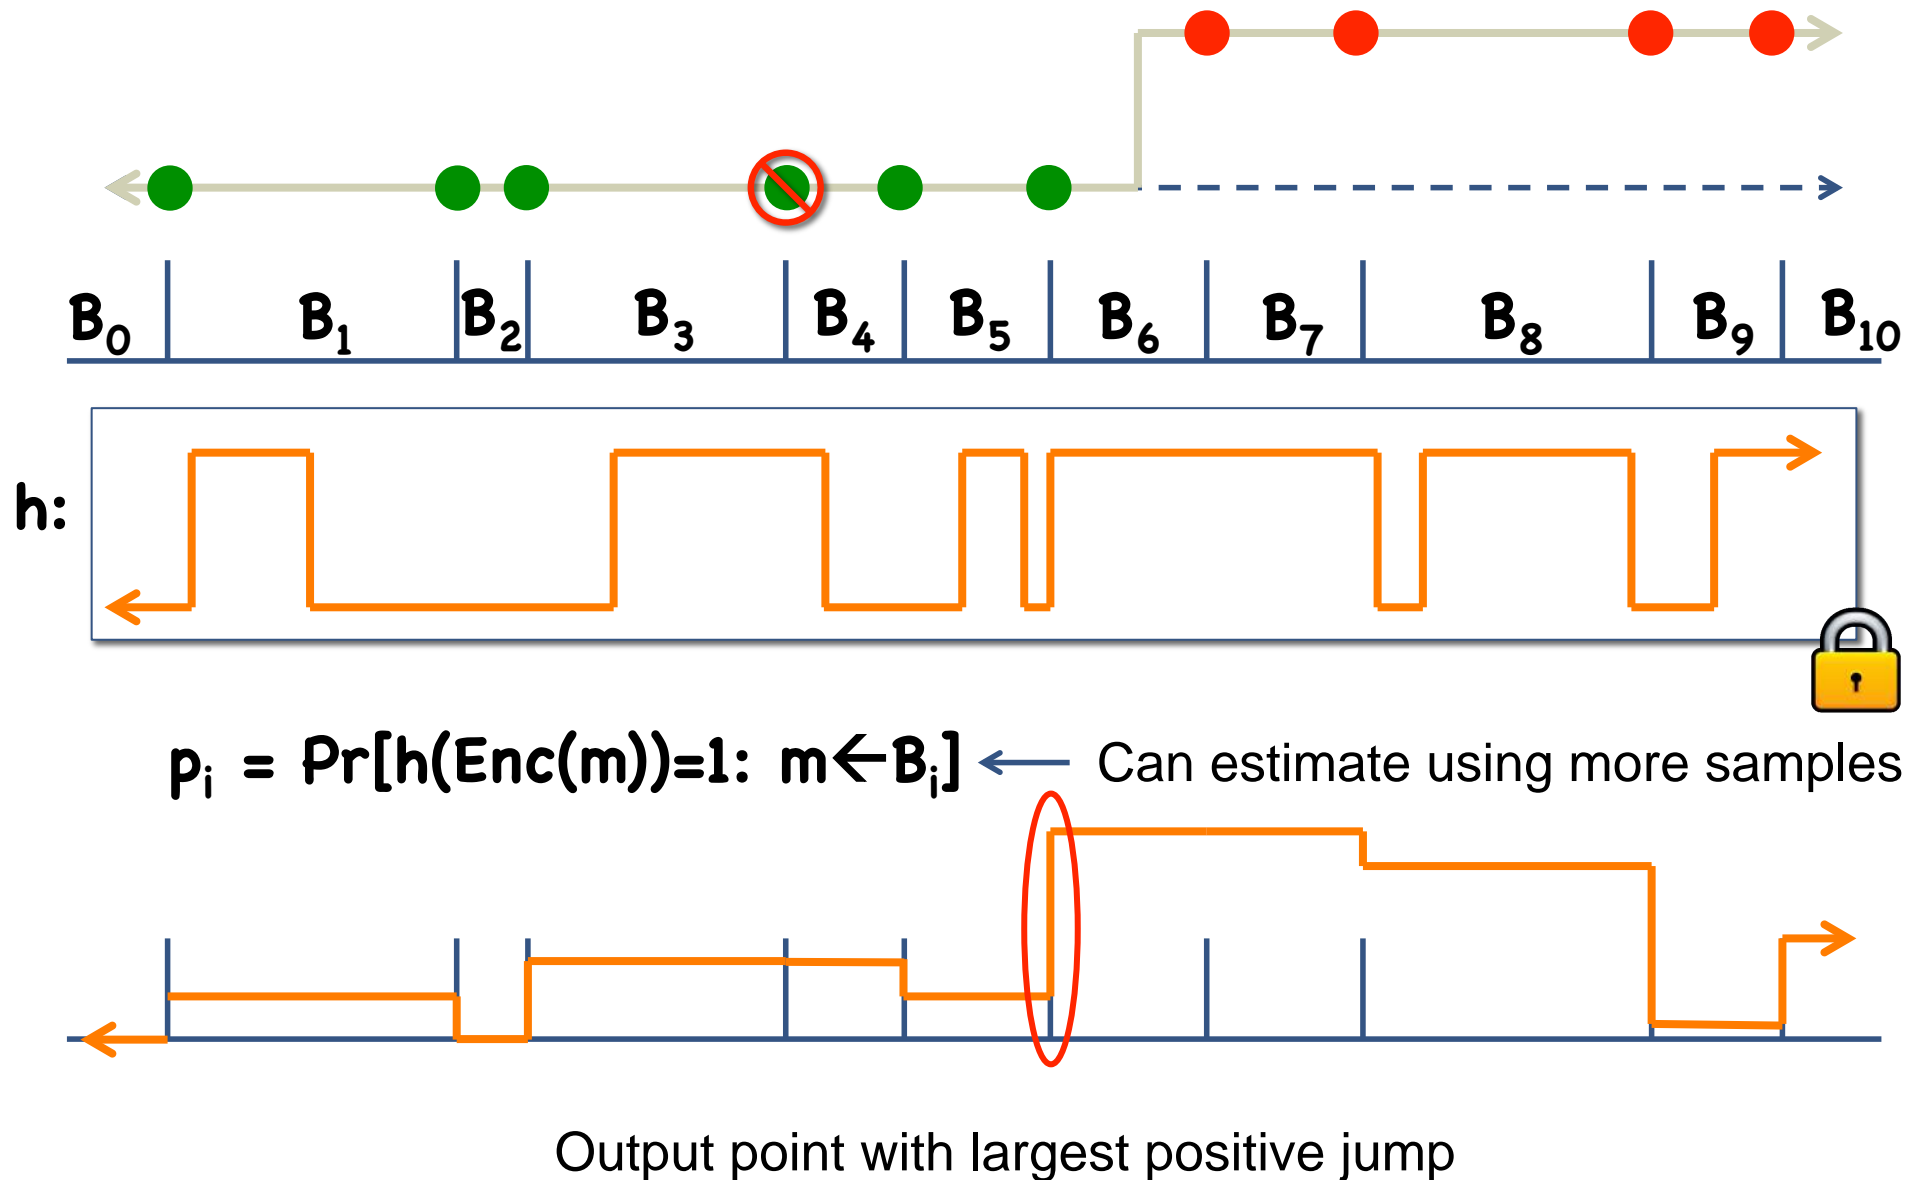 B₀ B₁ B₂ B₃ B₄ B₅ B₆ B₇ B₈ B₉ B₁₀
h:
pᵢ = Pr[h(Enc(m))=1: m←Bᵢ] ← Can estimate using more samples
Output point with largest positive jump